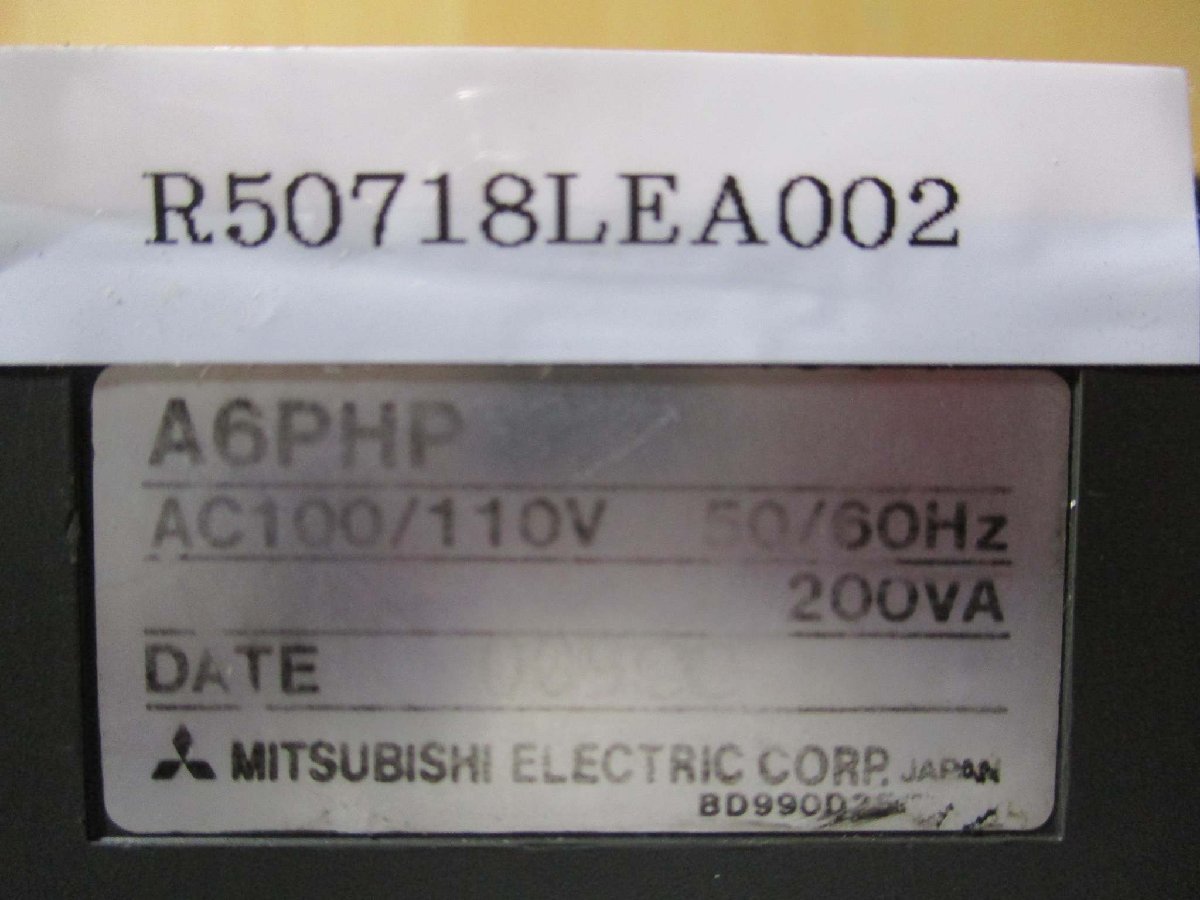 R50718LEA002
A6PHP
AC100/110V 50/60Hz
200VA
DATE
MITSUBISHI ELECTRIC CORP. JAPAN